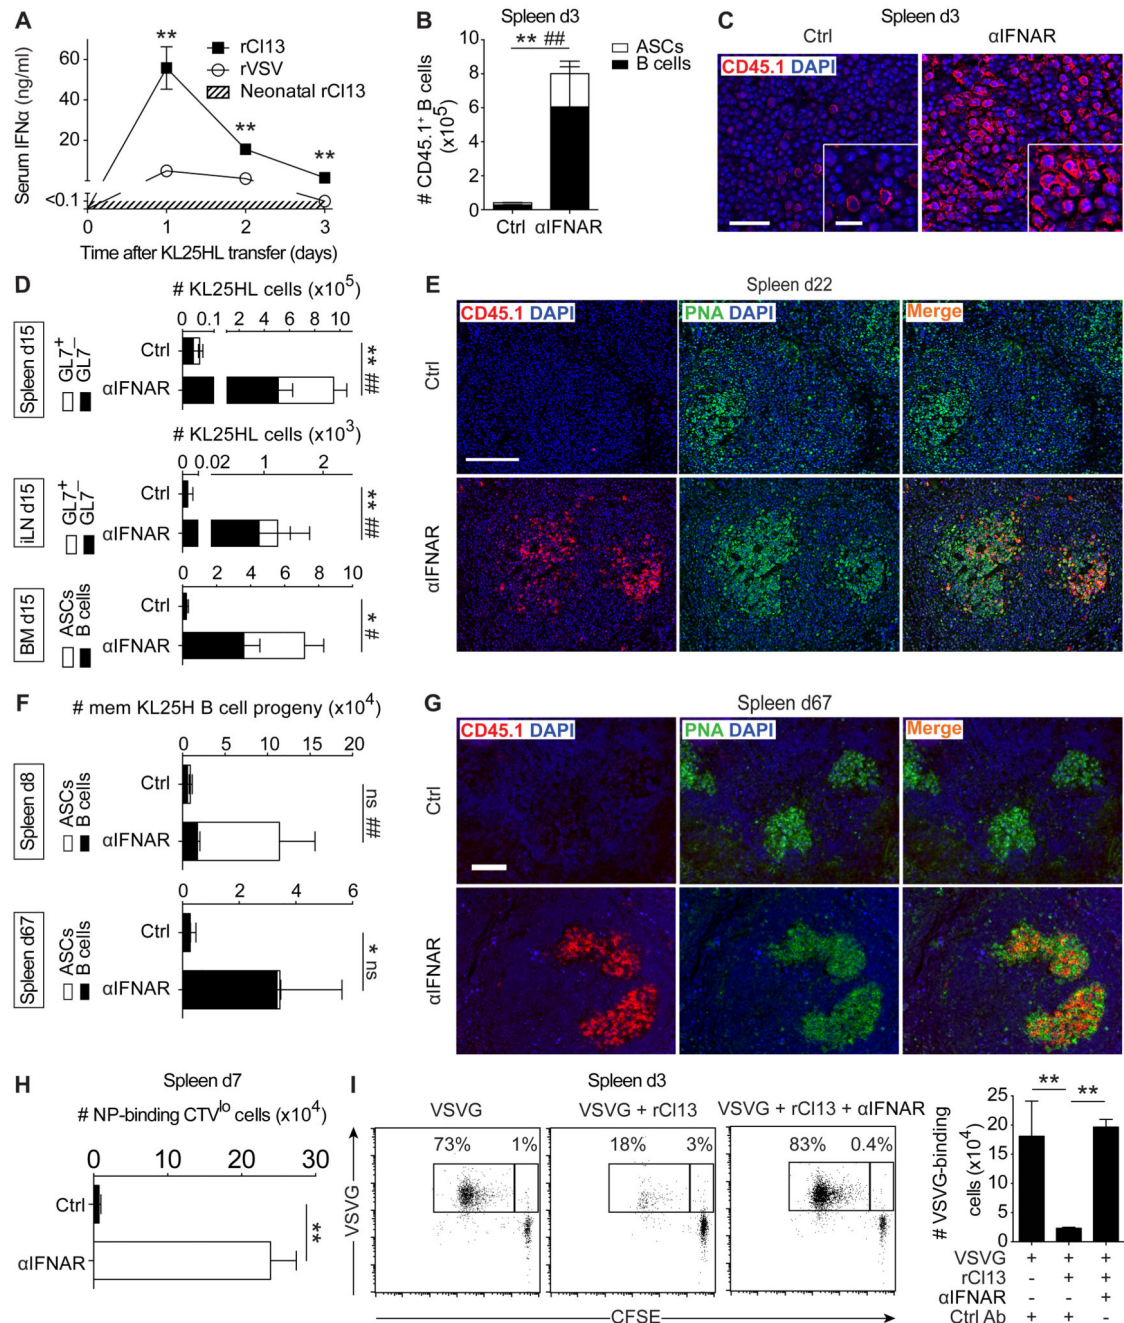 A
Serum IFNα (ng/ml)
60
40
20
<0.1
**
**
**
rCl13
rVSV
Neonatal rCl13
0 1 2 3
Time after KL25HL transfer (days)
B
Spleen d3
# CD45.1+ B cells
(x10^5)
10
8
6
4
2
0
** ##
ASCs
B cells
Ctrl αIFNAR
C
Spleen d3
Ctrl αIFNAR
CD45.1 DAPI
D
# KL25HL cells (x10^5)
0 0.1 2 4 6 8 10
Spleen d15
GL7+
GL7–
Ctrl
αIFNAR
** ##
# KL25HL cells (x10^3)
0 0.02 1 2
iLN d15
GL7+
GL7–
Ctrl
αIFNAR
** ##
0 2 4 6 8 10
BM d15
ASCs
B cells
Ctrl
αIFNAR
* #
E
Spleen d22
CD45.1 DAPI PNA DAPI Merge
Ctrl
αIFNAR
F
# mem KL25H B cell progeny (x10^4)
0 5 10 15 20
Spleen d8
ASCs
B cells
Ctrl
αIFNAR
ns ##
0 2 4 6
Spleen d67
ASCs
B cells
Ctrl
αIFNAR
* ns
G
Spleen d67
CD45.1 DAPI PNA DAPI Merge
Ctrl
αIFNAR
H
Spleen d7
# NP-binding CTV^lo cells (x10^4)
0 10 20 30
Ctrl
αIFNAR
**
I
Spleen d3
VSVG VSVG + rCl13 VSVG + rCl13 + αIFNAR
73% 1% 18% 3% 83% 0.4%
VSVG
CFSE
# VSVG-binding
cells (x10^4)
25
20
15
10
5
0
** **
VSVG + + +
rCl13 - + +
αIFNAR - - +
Ctrl Ab + + -